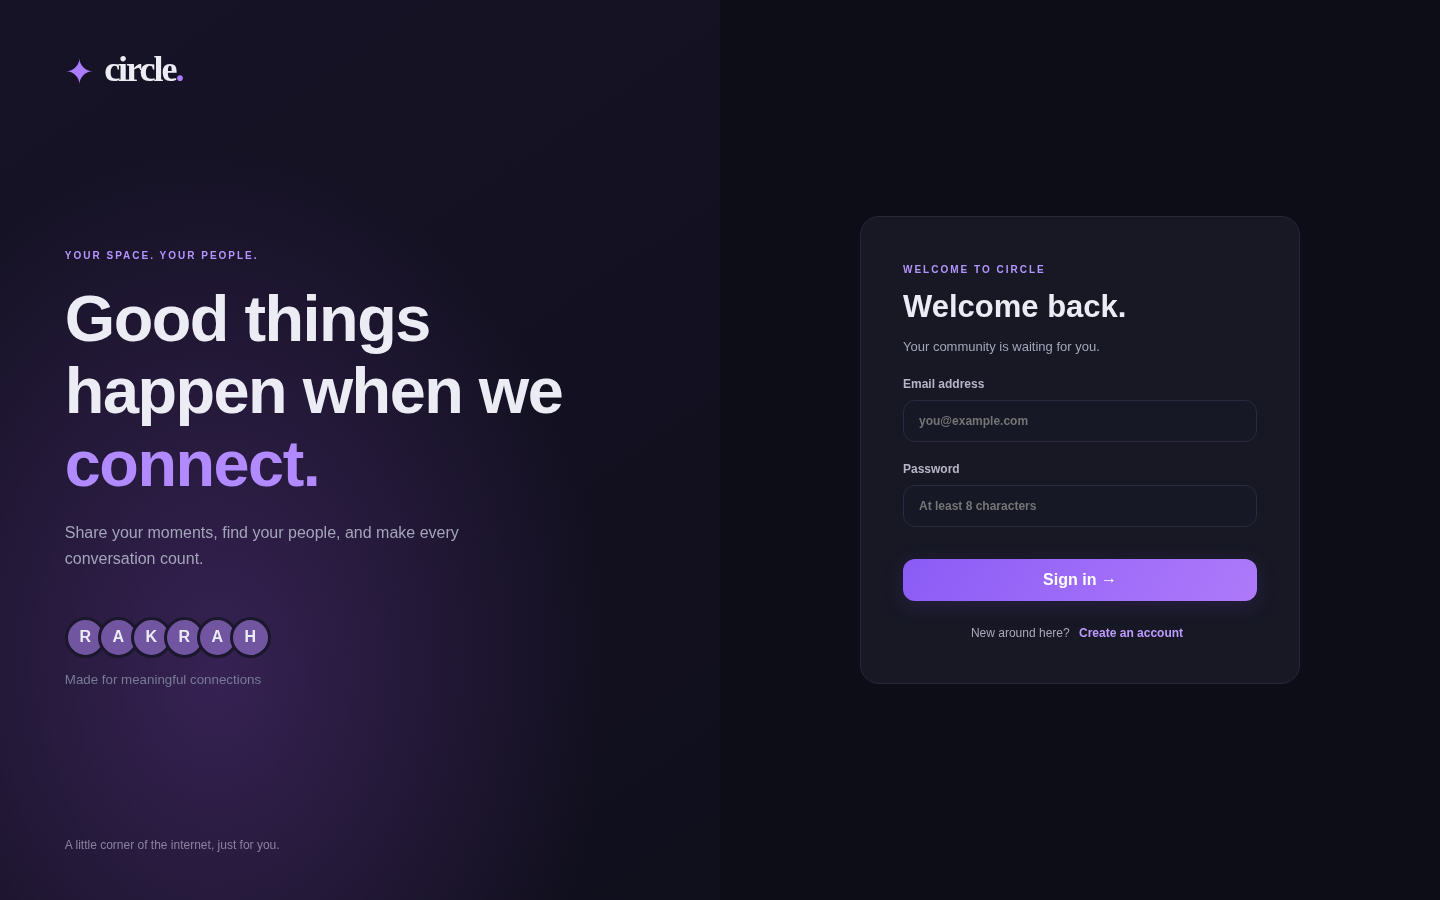 ✦ circle.
YOUR SPACE. YOUR PEOPLE.
Good things
happen when we
connect.
Share your moments, find your people, and make every
conversation count.
R A K R A H
Made for meaningful connections
A little corner of the internet, just for you.
WELCOME TO CIRCLE
Welcome back.
Your community is waiting for you.
Email address
you@example.com
Password
At least 8 characters
Sign in →
New around here? Create an account